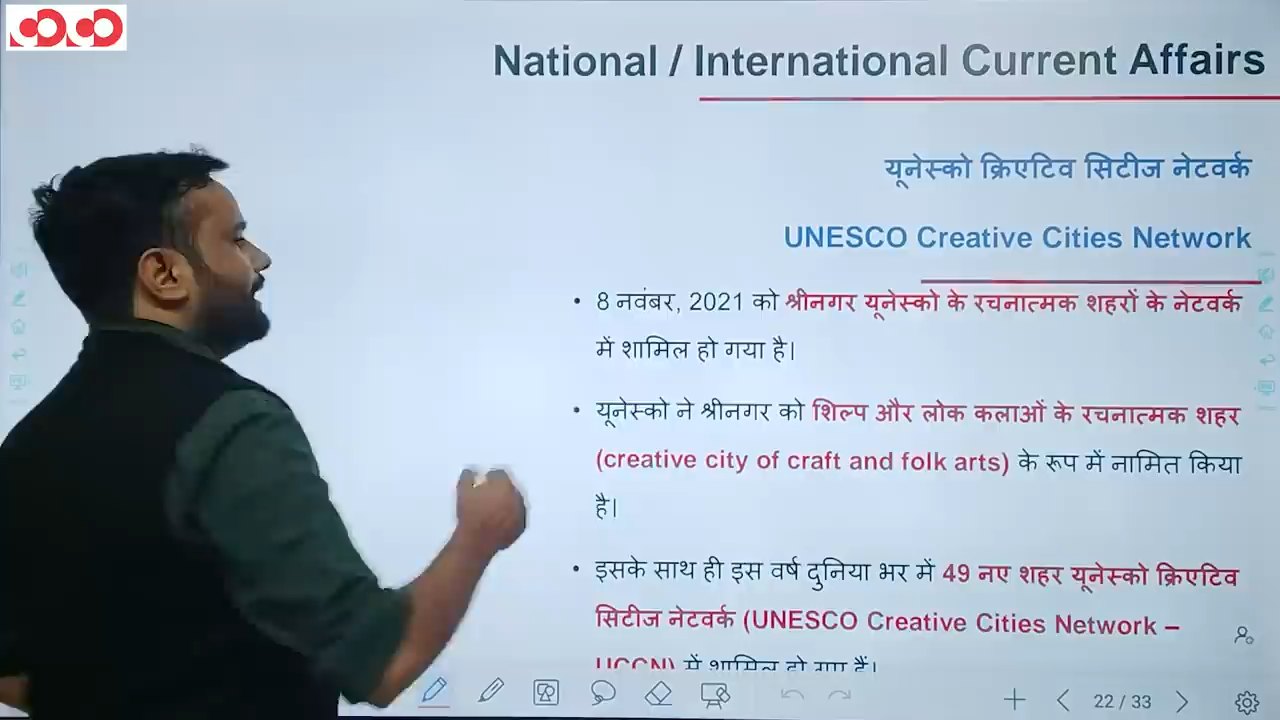 National / International Current Affairs
यूनेस्को क्रिएटिव सिटीज नेटवर्क
UNESCO Creative Cities Network
• 8 नवंबर, 2021 को श्रीनगर यूनेस्को के रचनात्मक शहरों के नेटवर्क
में शामिल हो गया है।
• यूनेस्को ने श्रीनगर को शिल्प और लोक कलाओं के रचनात्मक शहर
(creative city of craft and folk arts) के रूप में नामित किया
है।
• इसके साथ ही इस वर्ष दुनिया भर में 49 नए शहर यूनेस्को क्रिएटिव
सिटीज नेटवर्क (UNESCO Creative Cities Network –
UCCN) में शामिल हो गए हैं।
22 / 33